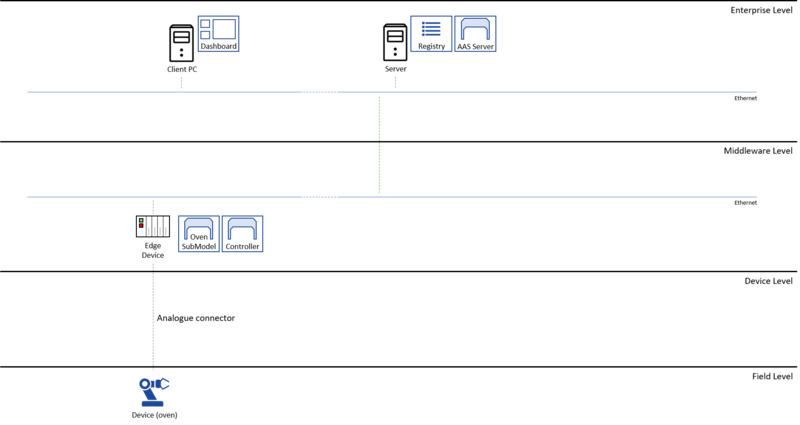 Enterprise Level
Dashboard
Registry
AAS Server
Client PC
Server
Ethernet
Middleware Level
Ethernet
Edge
Device
Oven
SubModel
Controller
Device Level
Analogue connector
Field Level
Device (oven)